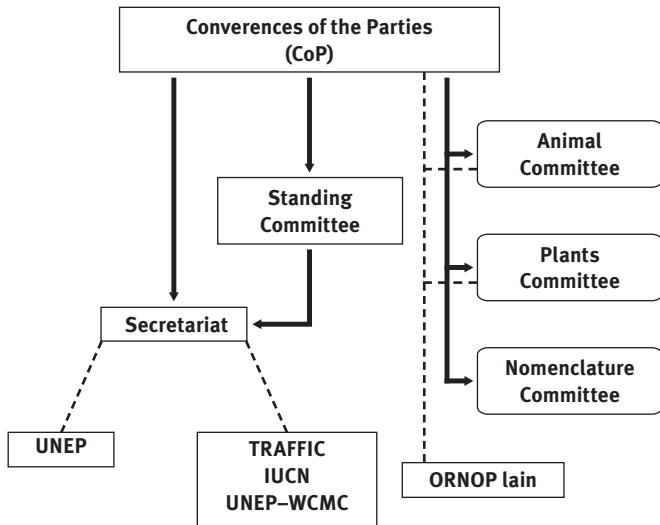 Converences of the Parties
(CoP)
Animal
Committee
Standing
Committee
Plants
Committee
Secretariat
Nomenclature
Committee
UNEP
TRAFFIC
IUCN
UNEP–WCMC
ORNOP lain